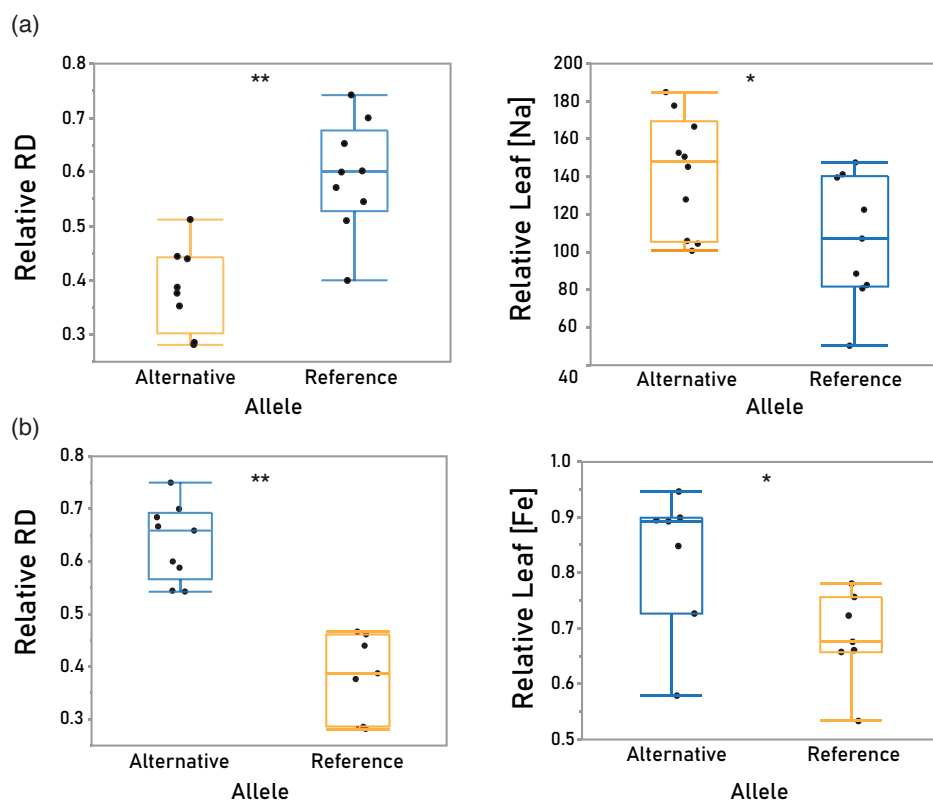 (a)
Relative RD
0.8
0.7
0.6
0.5
0.4
0.3
**
Alternative Reference
Allele
Relative Leaf [Na]
200
180
160
140
120
100
80
60
40
*
Alternative Reference
Allele
(b)
Relative RD
0.8
0.7
0.6
0.5
0.4
0.3
**
Alternative Reference
Allele
Relative Leaf [Fe]
1.0
0.9
0.8
0.7
0.6
0.5
*
Alternative Reference
Allele